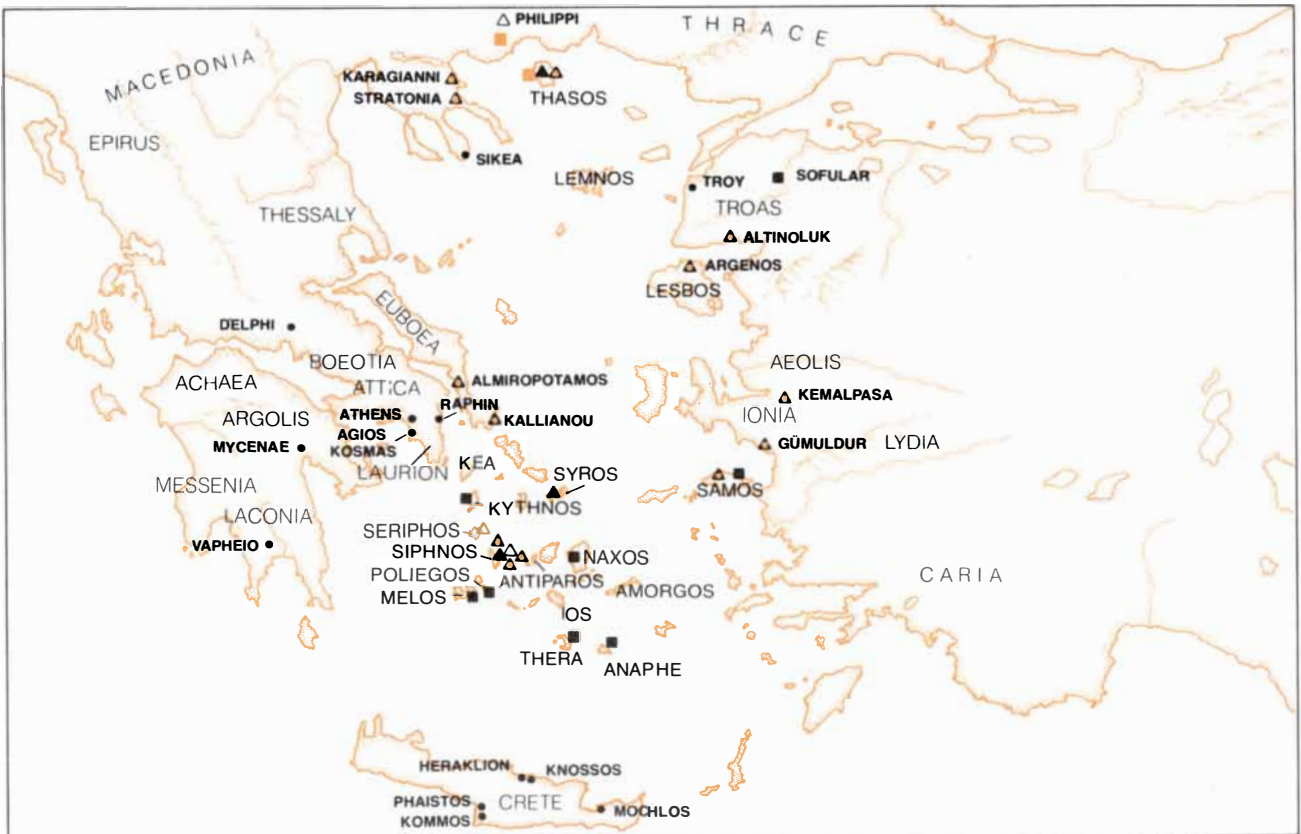 PHILIPPI
THRACE
MACEDONIA
KARAGIANNI
STRATONIA
THASOS
EPIRUS
SIKEA
LEMNOS
TROY
SOFULAR
TROAS
THESSALY
ALTINOLUK
ARGENOS
LESBOS
EUBOEA
DELPHI
BOEOTIA
AEOLIS
ACHAEA
ATTICA
ALMIROPOTAMOS
KEMALPASA
ARGOLIS
ATHENS
RAPHIN
KALLIANOU
IONIA
AGIOS
KOSMAS
MYCENAE
GÜMULDUR
LYDIA
LAURION
KEA
SYROS
MESSENIA
SAMOS
LACONIA
KYTHNOS
SERIPHOS
VAPHEIO
SIPHNOS
NAXOS
POLIEGOS
ANTIPAROS
CARIA
MELOS
AMORGOS
IOS
THERA
ANAPHE
HERAKLION
KNOSSOS
PHAISTOS
CRETE
MOCHLOS
KOMMOS